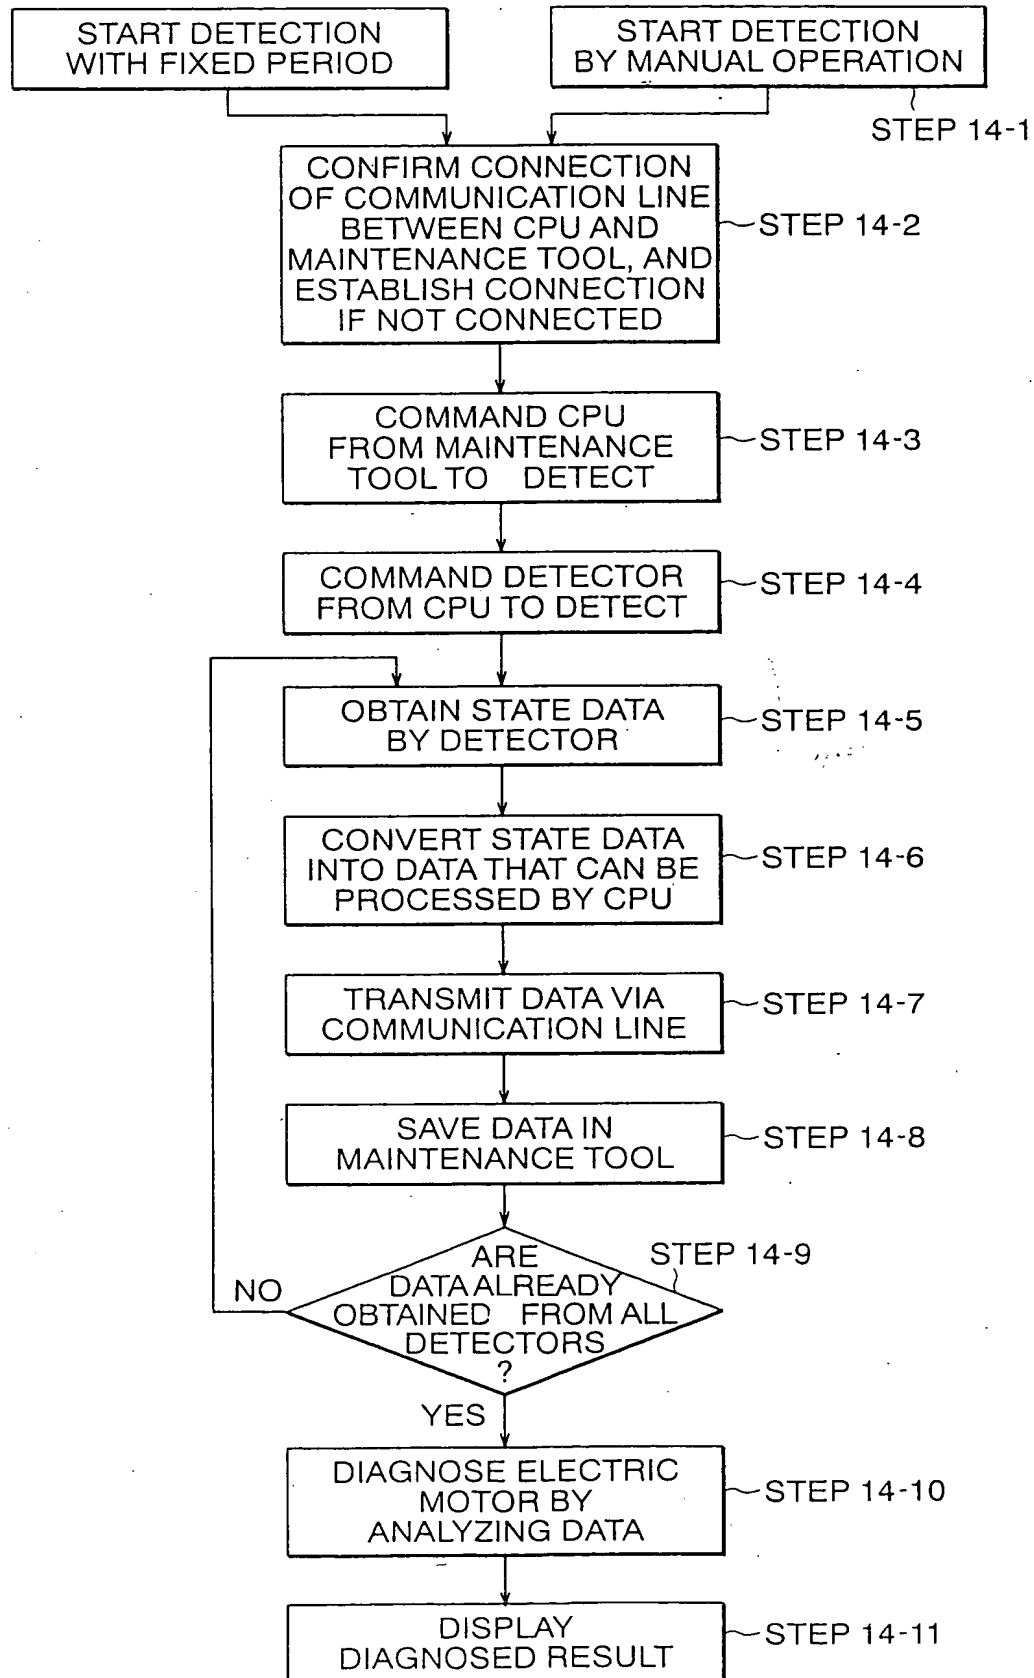 START DETECTION
WITH FIXED PERIOD
START DETECTION
BY MANUAL OPERATION
STEP 14-1
CONFIRM CONNECTION
OF COMMUNICATION LINE
BETWEEN CPU AND
MAINTENANCE TOOL, AND
ESTABLISH CONNECTION
IF NOT CONNECTED
STEP 14-2
COMMAND CPU
FROM MAINTENANCE
TOOL TO DETECT
STEP 14-3
COMMAND DETECTOR
FROM CPU TO DETECT
STEP 14-4
OBTAIN STATE DATA
BY DETECTOR
STEP 14-5
CONVERT STATE DATA
INTO DATA THAT CAN BE
PROCESSED BY CPU
STEP 14-6
TRANSMIT DATA VIA
COMMUNICATION LINE
STEP 14-7
SAVE DATA IN
MAINTENANCE TOOL
STEP 14-8
ARE
DATA ALREADY
OBTAINED FROM ALL
DETECTORS
?
STEP 14-9
NO
YES
DIAGNOSE ELECTRIC
MOTOR BY
ANALYZING DATA
STEP 14-10
DISPLAY
DIAGNOSED RESULT
STEP 14-11